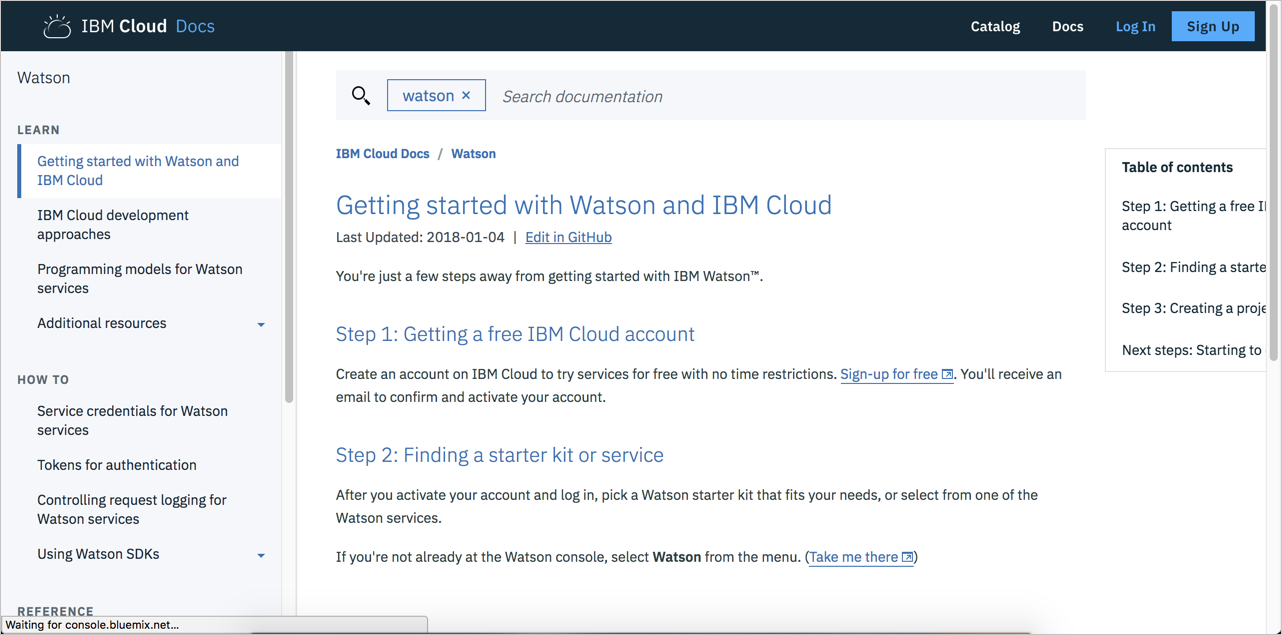 IBM Cloud Docs
Catalog
Docs
Log In
Sign Up
Watson
LEARN
Getting started with Watson and
IBM Cloud
IBM Cloud development
approaches
Programming models for Watson
services
Additional resources
HOW TO
Service credentials for Watson
services
Tokens for authentication
Controlling request logging for
Watson services
Using Watson SDKs
REFERENCE
Waiting for console.bluemix.net...
watson ×
Search documentation
IBM Cloud Docs / Watson
Getting started with Watson and IBM Cloud
Last Updated: 2018-01-04 | Edit in GitHub
You're just a few steps away from getting started with IBM Watson™.
Step 1: Getting a free IBM Cloud account
Create an account on IBM Cloud to try services for free with no time restrictions. Sign-up for free. You'll receive an
email to confirm and activate your account.
Step 2: Finding a starter kit or service
After you activate your account and log in, pick a Watson starter kit that fits your needs, or select from one of the
Watson services.
If you're not already at the Watson console, select Watson from the menu. (Take me there)
Table of contents
Step 1: Getting a free
account
Step 2: Finding a starte
Step 3: Creating a proje
Next steps: Starting to